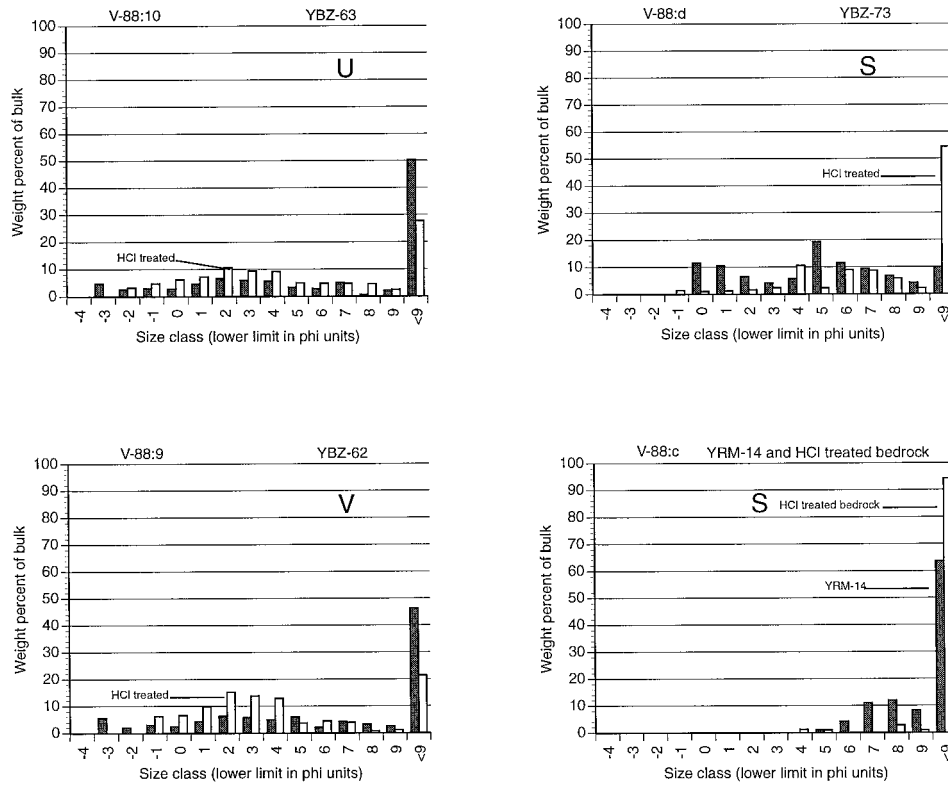 V-88:10 YBZ-63
U
Weight percent of bulk
100
90
80
70
60
50
40
30
20
10
0
HCl treated
-4 -3 -2 -1 0 1 2 3 4 5 6 7 8 9 <9
Size class (lower limit in phi units)
V-88:d YBZ-73
S
Weight percent of bulk
100
90
80
70
60
50
40
30
20
10
0
HCl treated
-4 -3 -2 -1 0 1 2 3 4 5 6 7 8 9 <9
Size class (lower limit in phi units)
V-88:9 YBZ-62
V
Weight percent of bulk
100
90
80
70
60
50
40
30
20
10
0
HCl treated
-4 -3 -2 -1 0 1 2 3 4 5 6 7 8 9 <9
Size class (lower limit in phi units)
V-88:c YRM-14 and HCl treated bedrock
S HCl treated bedrock
YRM-14
Weight percent of bulk
100
90
80
70
60
50
40
30
20
10
0
-4 -3 -2 -1 0 1 2 3 4 5 6 7 8 9 <9
Size class (lower limit in phi units)